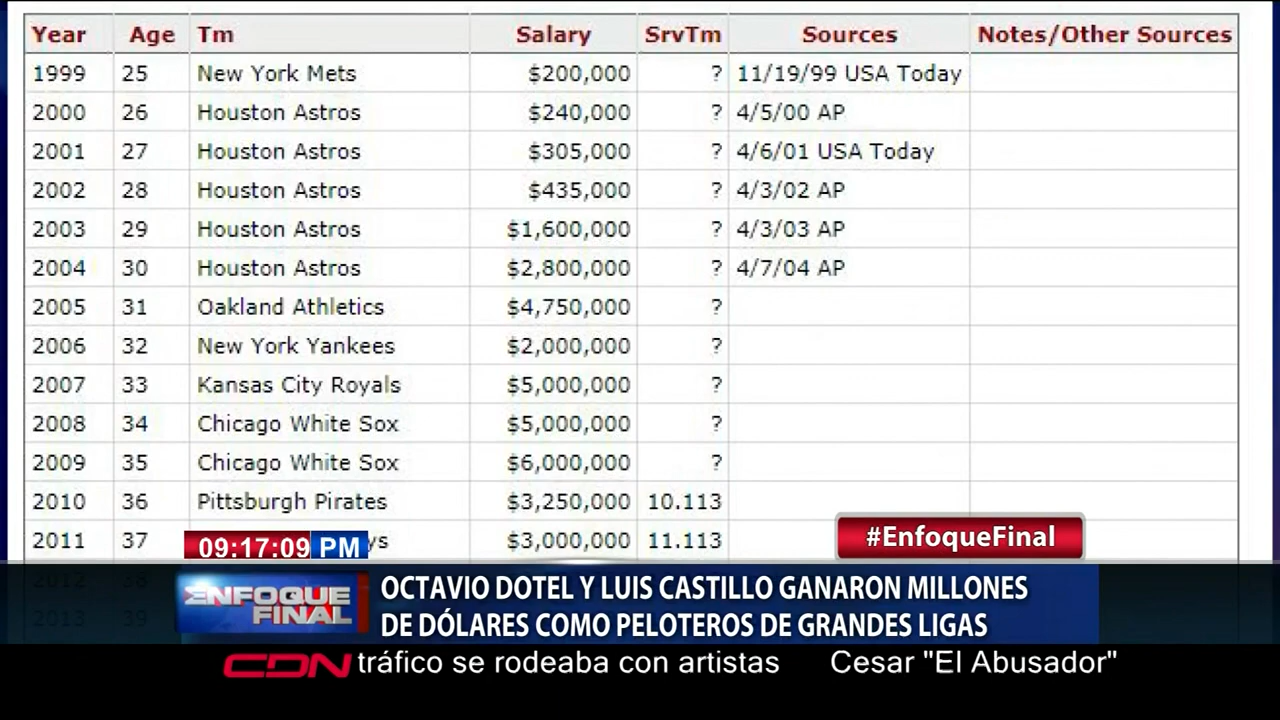 Year Age Tm Salary SrvTm Sources Notes/Other Sources
1999 25 New York Mets $200,000 ? 11/19/99 USA Today
2000 26 Houston Astros $240,000 ? 4/5/00 AP
2001 27 Houston Astros $305,000 ? 4/6/01 USA Today
2002 28 Houston Astros $435,000 ? 4/3/02 AP
2003 29 Houston Astros $1,600,000 ? 4/3/03 AP
2004 30 Houston Astros $2,800,000 ? 4/7/04 AP
2005 31 Oakland Athletics $4,750,000 ?
2006 32 New York Yankees $2,000,000 ?
2007 33 Kansas City Royals $5,000,000 ?
2008 34 Chicago White Sox $5,000,000 ?
2009 35 Chicago White Sox $6,000,000 ?
2010 36 Pittsburgh Pirates $3,250,000 10.113
2011 37 $3,000,000 11.113
09:17:09 PM
#EnfoqueFinal
2012 38
2013 39
ENFOQUE
FINAL
OCTAVIO DOTEL Y LUIS CASTILLO GANARON MILLONES
DE DÓLARES COMO PELOTEROS DE GRANDES LIGAS
CDN tráfico se rodeaba con artistas Cesar "El Abusador"